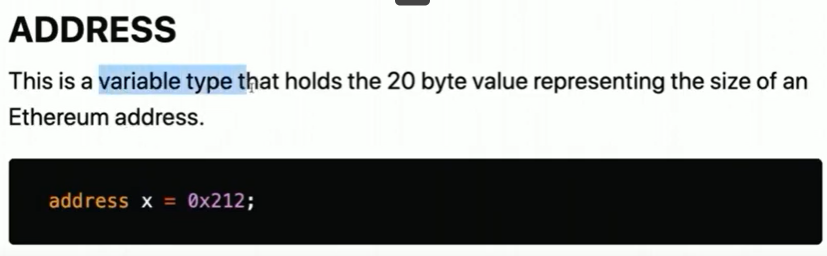 ADDRESS
This is a variable type that holds the 20 byte value representing the size of an
Ethereum address.
address x = 0x212;